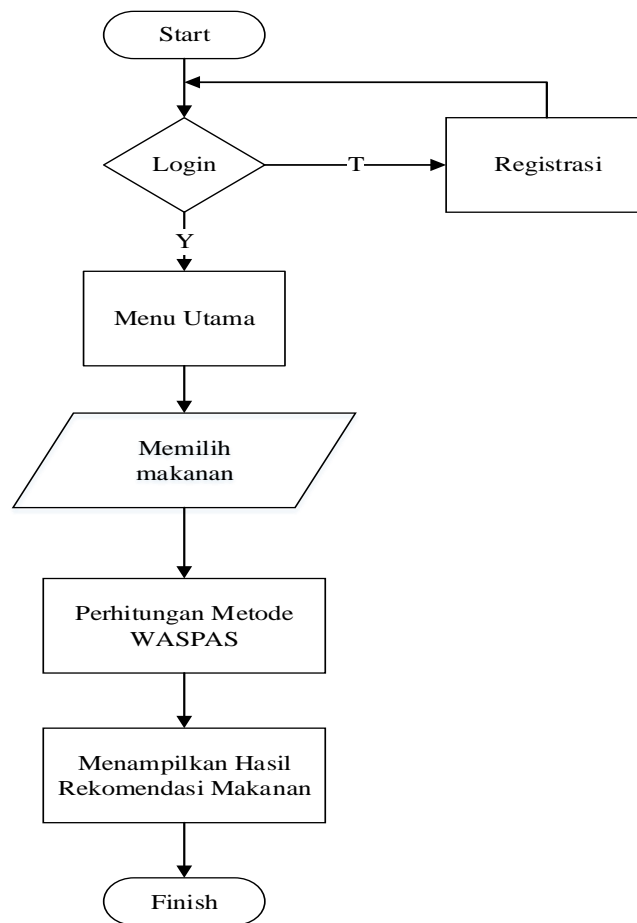 Start
Login
T
Registrasi
Y
Menu Utama
Memilih
makanan
Perhitungan Metode
WASPAS
Menampilkan Hasil
Rekomendasi Makanan
Finish